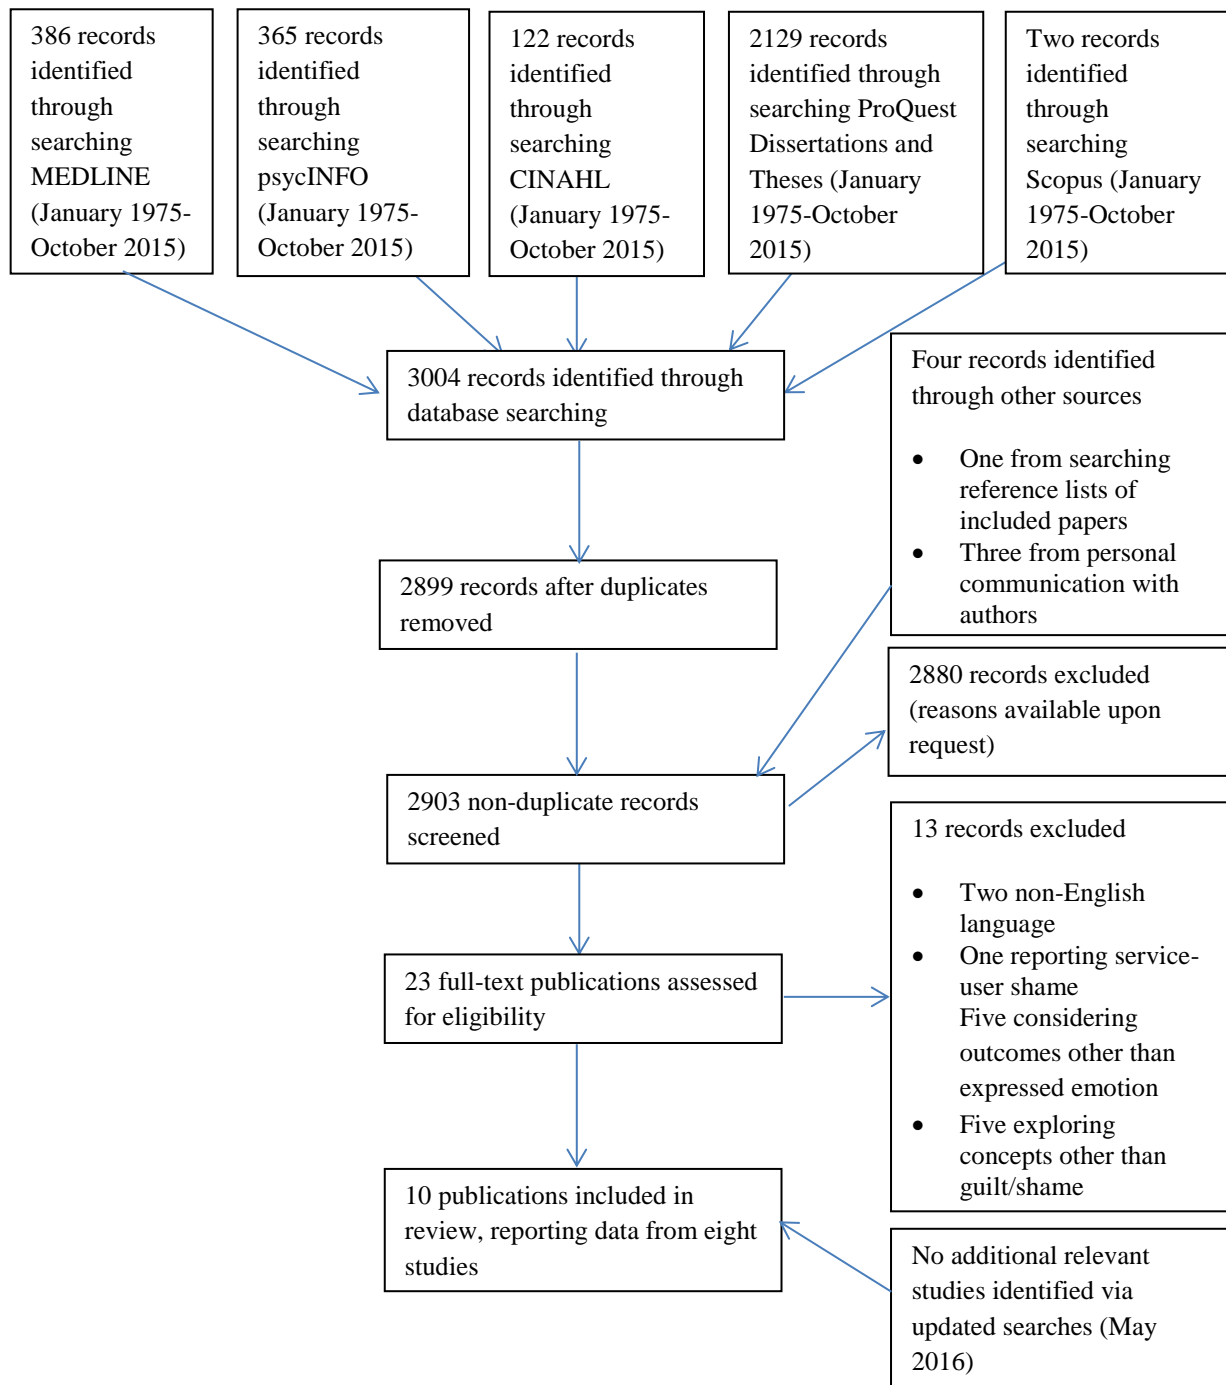 386 records
identified
through
searching
MEDLINE
(January 1975-
October 2015)
365 records
identified
through
searching
psycINFO
(January 1975-
October 2015)
122 records
identified
through
searching
CINAHL
(January 1975-
October 2015)
2129 records
identified through
searching ProQuest
Dissertations and
Theses (January
1975-October
2015)
Two records
identified
through
searching
Scopus (January
1975-October
2015)
3004 records identified through
database searching
Four records identified
through other sources
• One from searching
reference lists of
included papers
• Three from personal
communication with
authors
2899 records after duplicates
removed
2880 records excluded
(reasons available upon
request)
2903 non-duplicate records
screened
13 records excluded
• Two non-English
language
• One reporting service-
user shame
Five considering
outcomes other than
expressed emotion
• Five exploring
concepts other than
guilt/shame
23 full-text publications assessed
for eligibility
10 publications included in
review, reporting data from eight
studies
No additional relevant
studies identified via
updated searches (May
2016)